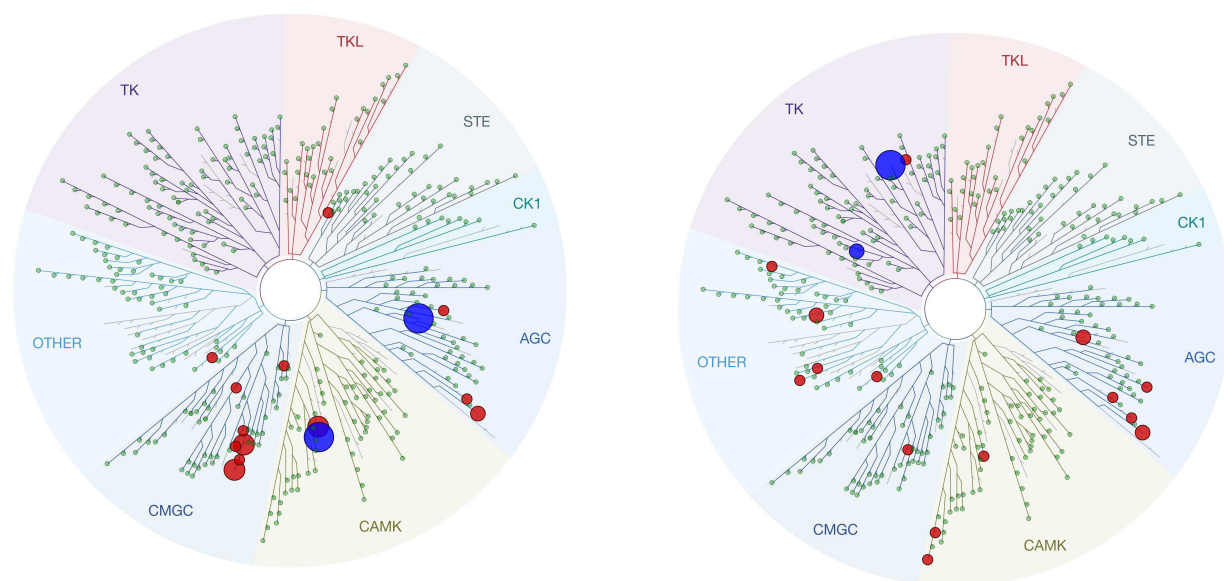 TKL
TK
STE
CK1
OTHER
AGC
CMGC
CAMK
TKL
TK
STE
CK1
OTHER
AGC
CMGC
CAMK